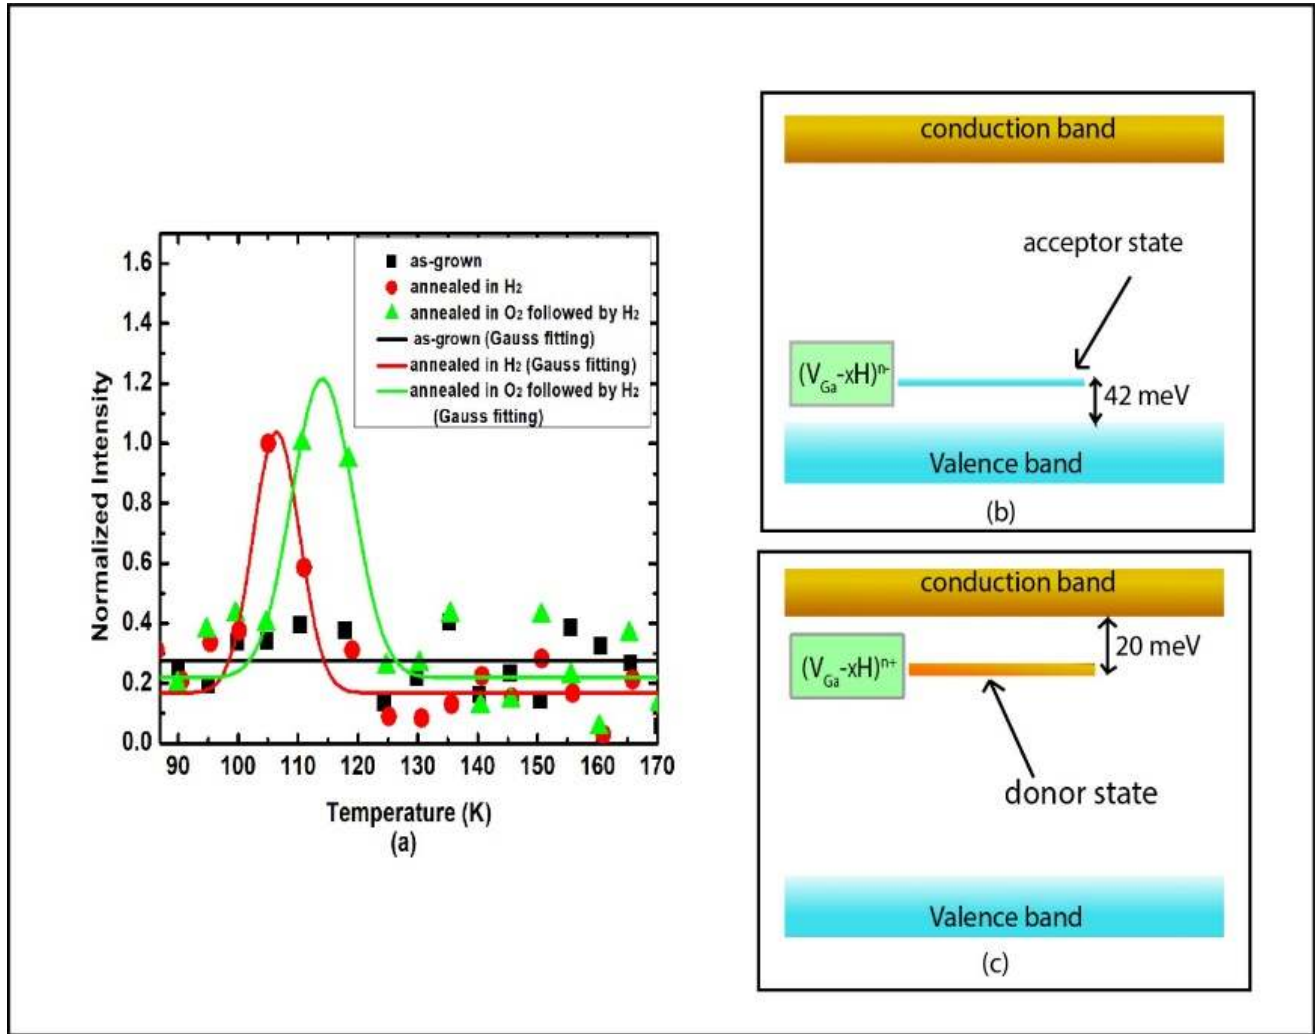 1.6
1.4
1.2
1.0
0.8
0.6
0.4
0.2
0.0
Normalized Intensity
as-grown
annealed in H₂
annealed in O₂ followed by H₂
as-grown (Gauss fitting)
annealed in H₂ (Gauss fitting)
annealed in O₂ followed by H₂
(Gauss fitting)
90 100 110 120 130 140 150 160 170
Temperature (K)
(a)
conduction band
acceptor state
(V_Ga-xH)ⁿ⁻
42 meV
Valence band
(b)
conduction band
20 meV
(V_Ga-xH)ⁿ⁺
donor state
Valence band
(c)